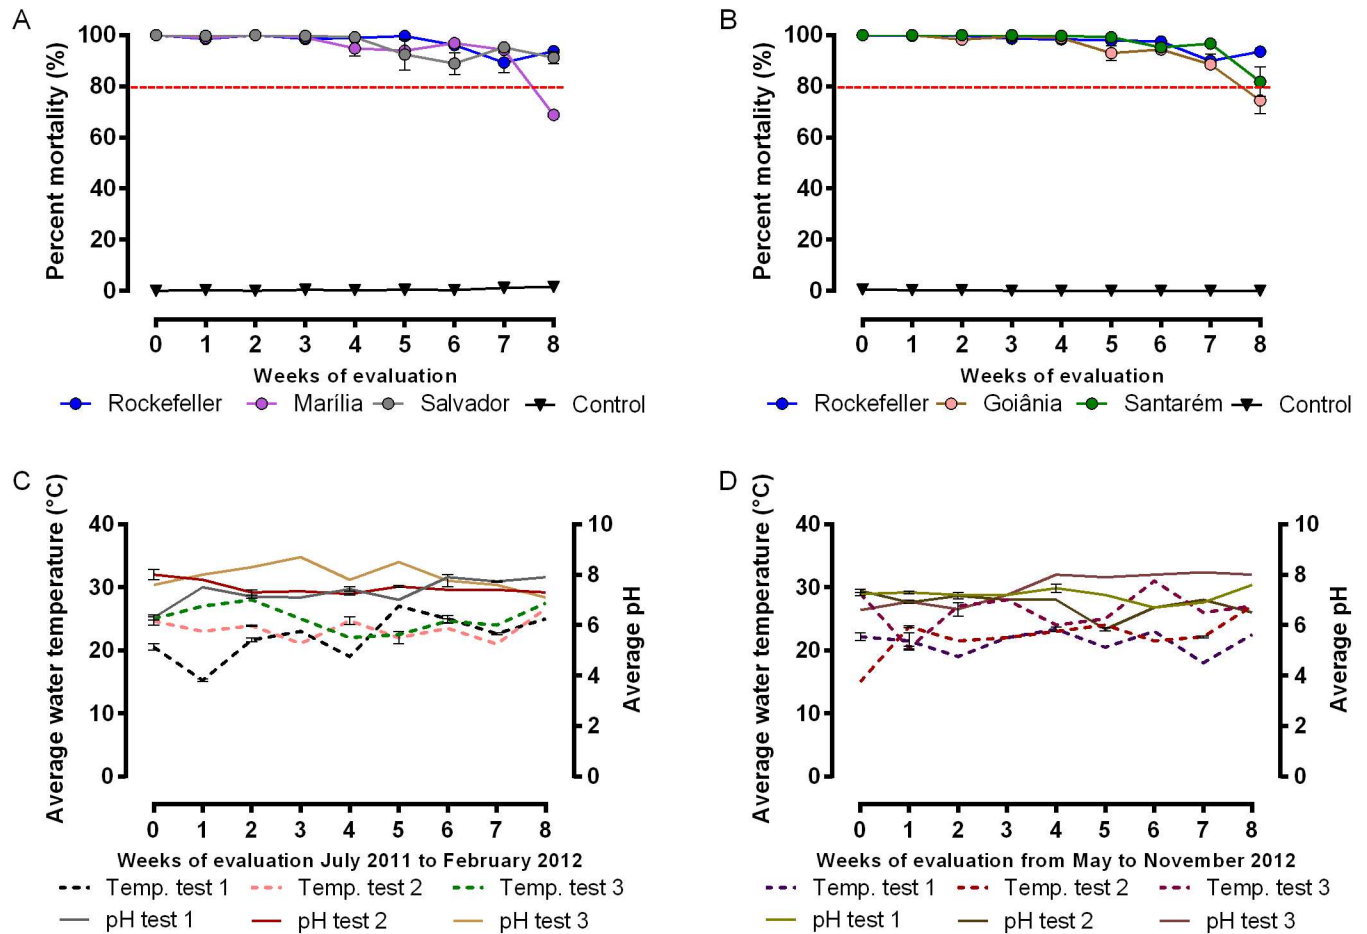 A
Percent mortality (%)
100
80
60
40
20
0
0 1 2 3 4 5 6 7 8
Weeks of evaluation
Rockefeller Marília Salvador Control
B
Percent mortality (%)
100
80
60
40
20
0
0 1 2 3 4 5 6 7 8
Weeks of evaluation
Rockefeller Goiânia Santarém Control
C
Average water temperature (°C)
40
30
20
10
0
10
8
6
4
2
0
Average pH
0 1 2 3 4 5 6 7 8
Weeks of evaluation July 2011 to February 2012
Temp. test 1 Temp. test 2 Temp. test 3
pH test 1 pH test 2 pH test 3
D
Average water temperature (°C)
40
30
20
10
0
10
8
6
4
2
0
Average pH
0 1 2 3 4 5 6 7 8
Weeks of evaluation from May to November 2012
Temp. test 1 Temp. test 2 Temp. test 3
pH test 1 pH test 2 pH test 3